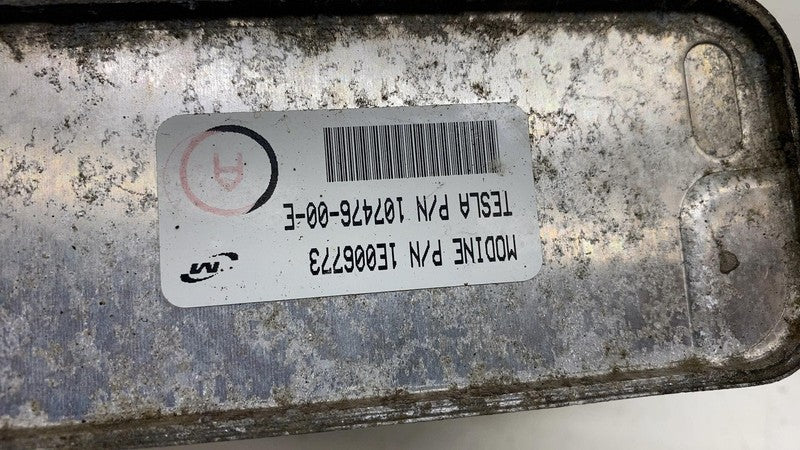 MODINE P/N 1E006773
TESLA P/N 107476-00-E
A